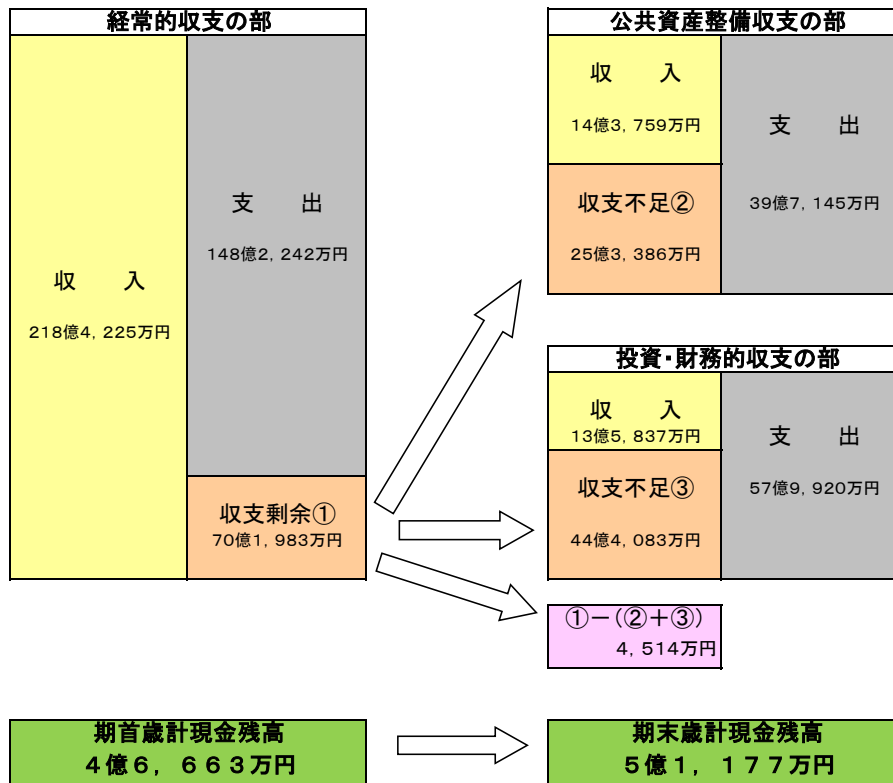 経常的収支の部
収　入
218億4,225万円
支　出
148億2,242万円
収支剰余①
70億1,983万円
公共資産整備収支の部
収　入
14億3,759万円
収支不足②
25億3,386万円
支　出
39億7,145万円
投資・財務的収支の部
収　入
13億5,837万円
収支不足③
44億4,083万円
支　出
57億9,920万円
①－(②＋③)
4,514万円
期首歳計現金残高
４億６，６６３万円
期末歳計現金残高
５億１，１７７万円